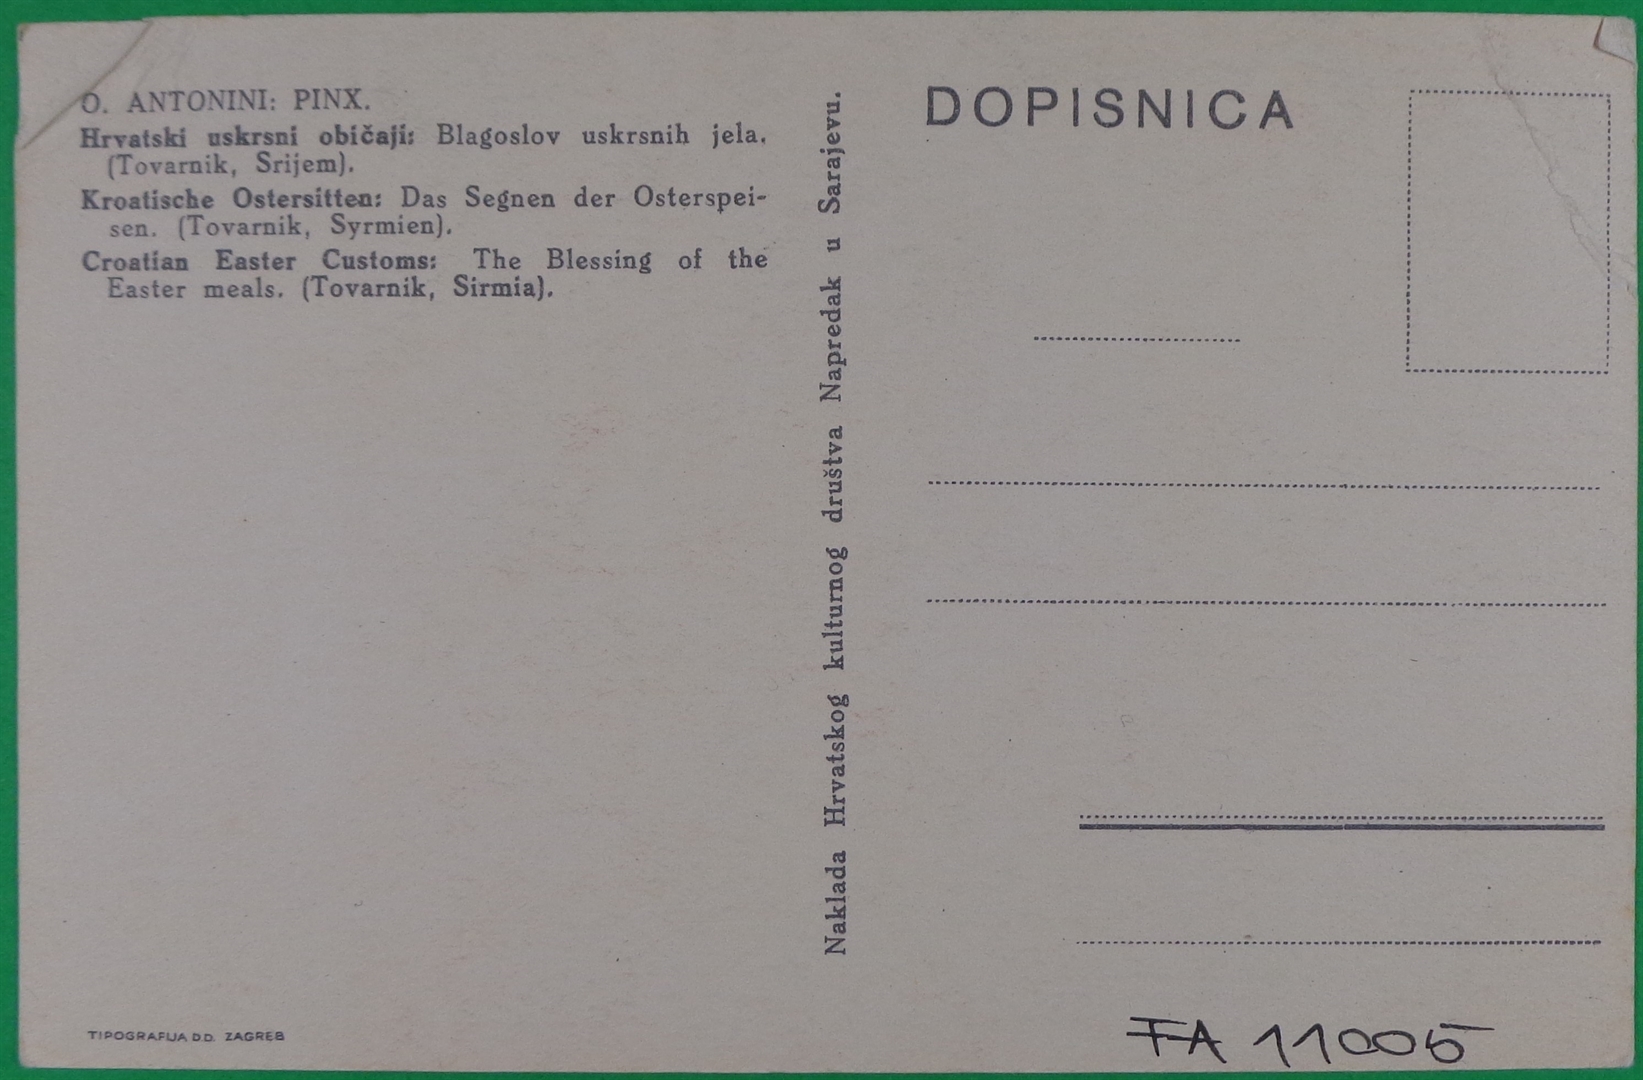 O. ANTONINI: PINX.
Hrvatski uskrsni običaji: Blagoslov uskrsnih jela.
(Tovarnik, Srijem).
Kroatische Ostersitten: Das Segnen der Osterspei-
sen. (Tovarnik, Syrmien).
Croatian Easter Customs: The Blessing of the
Easter meals. (Tovarnik, Sirmia).
TIPOGRAFIJA D.D. ZAGREB
Naklada Hrvatskog kulturnog društva Napredak u Sarajevu.
DOPISNICA
FA 11005